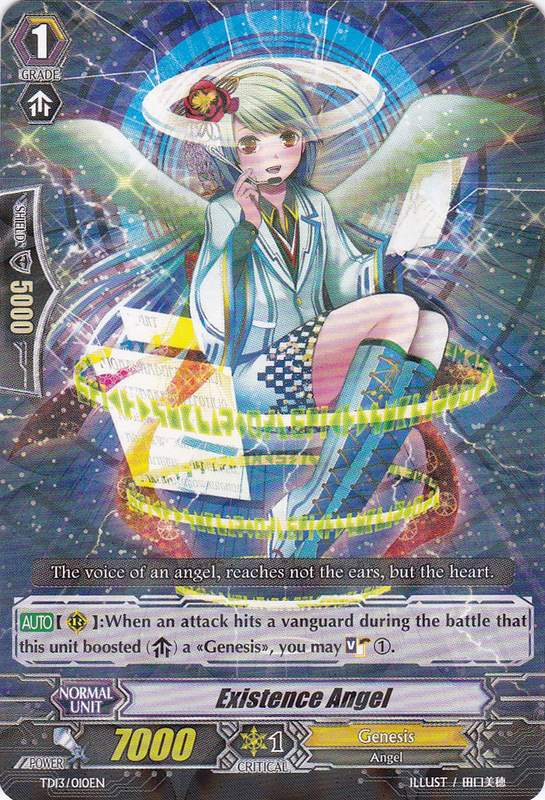 1
GRADE
SHIELD
5000
The voice of an angel, reaches not the ears, but the heart.
AUTO【 】:When an attack hits a vanguard during the battle that
this unit boosted ( ) a «Genesis», you may V ①.
NORMAL
UNIT
Existence Angel
POWER
7000
1
CRITICAL
Genesis
Angel
TD13/010EN
ILLUST / 田口美穂